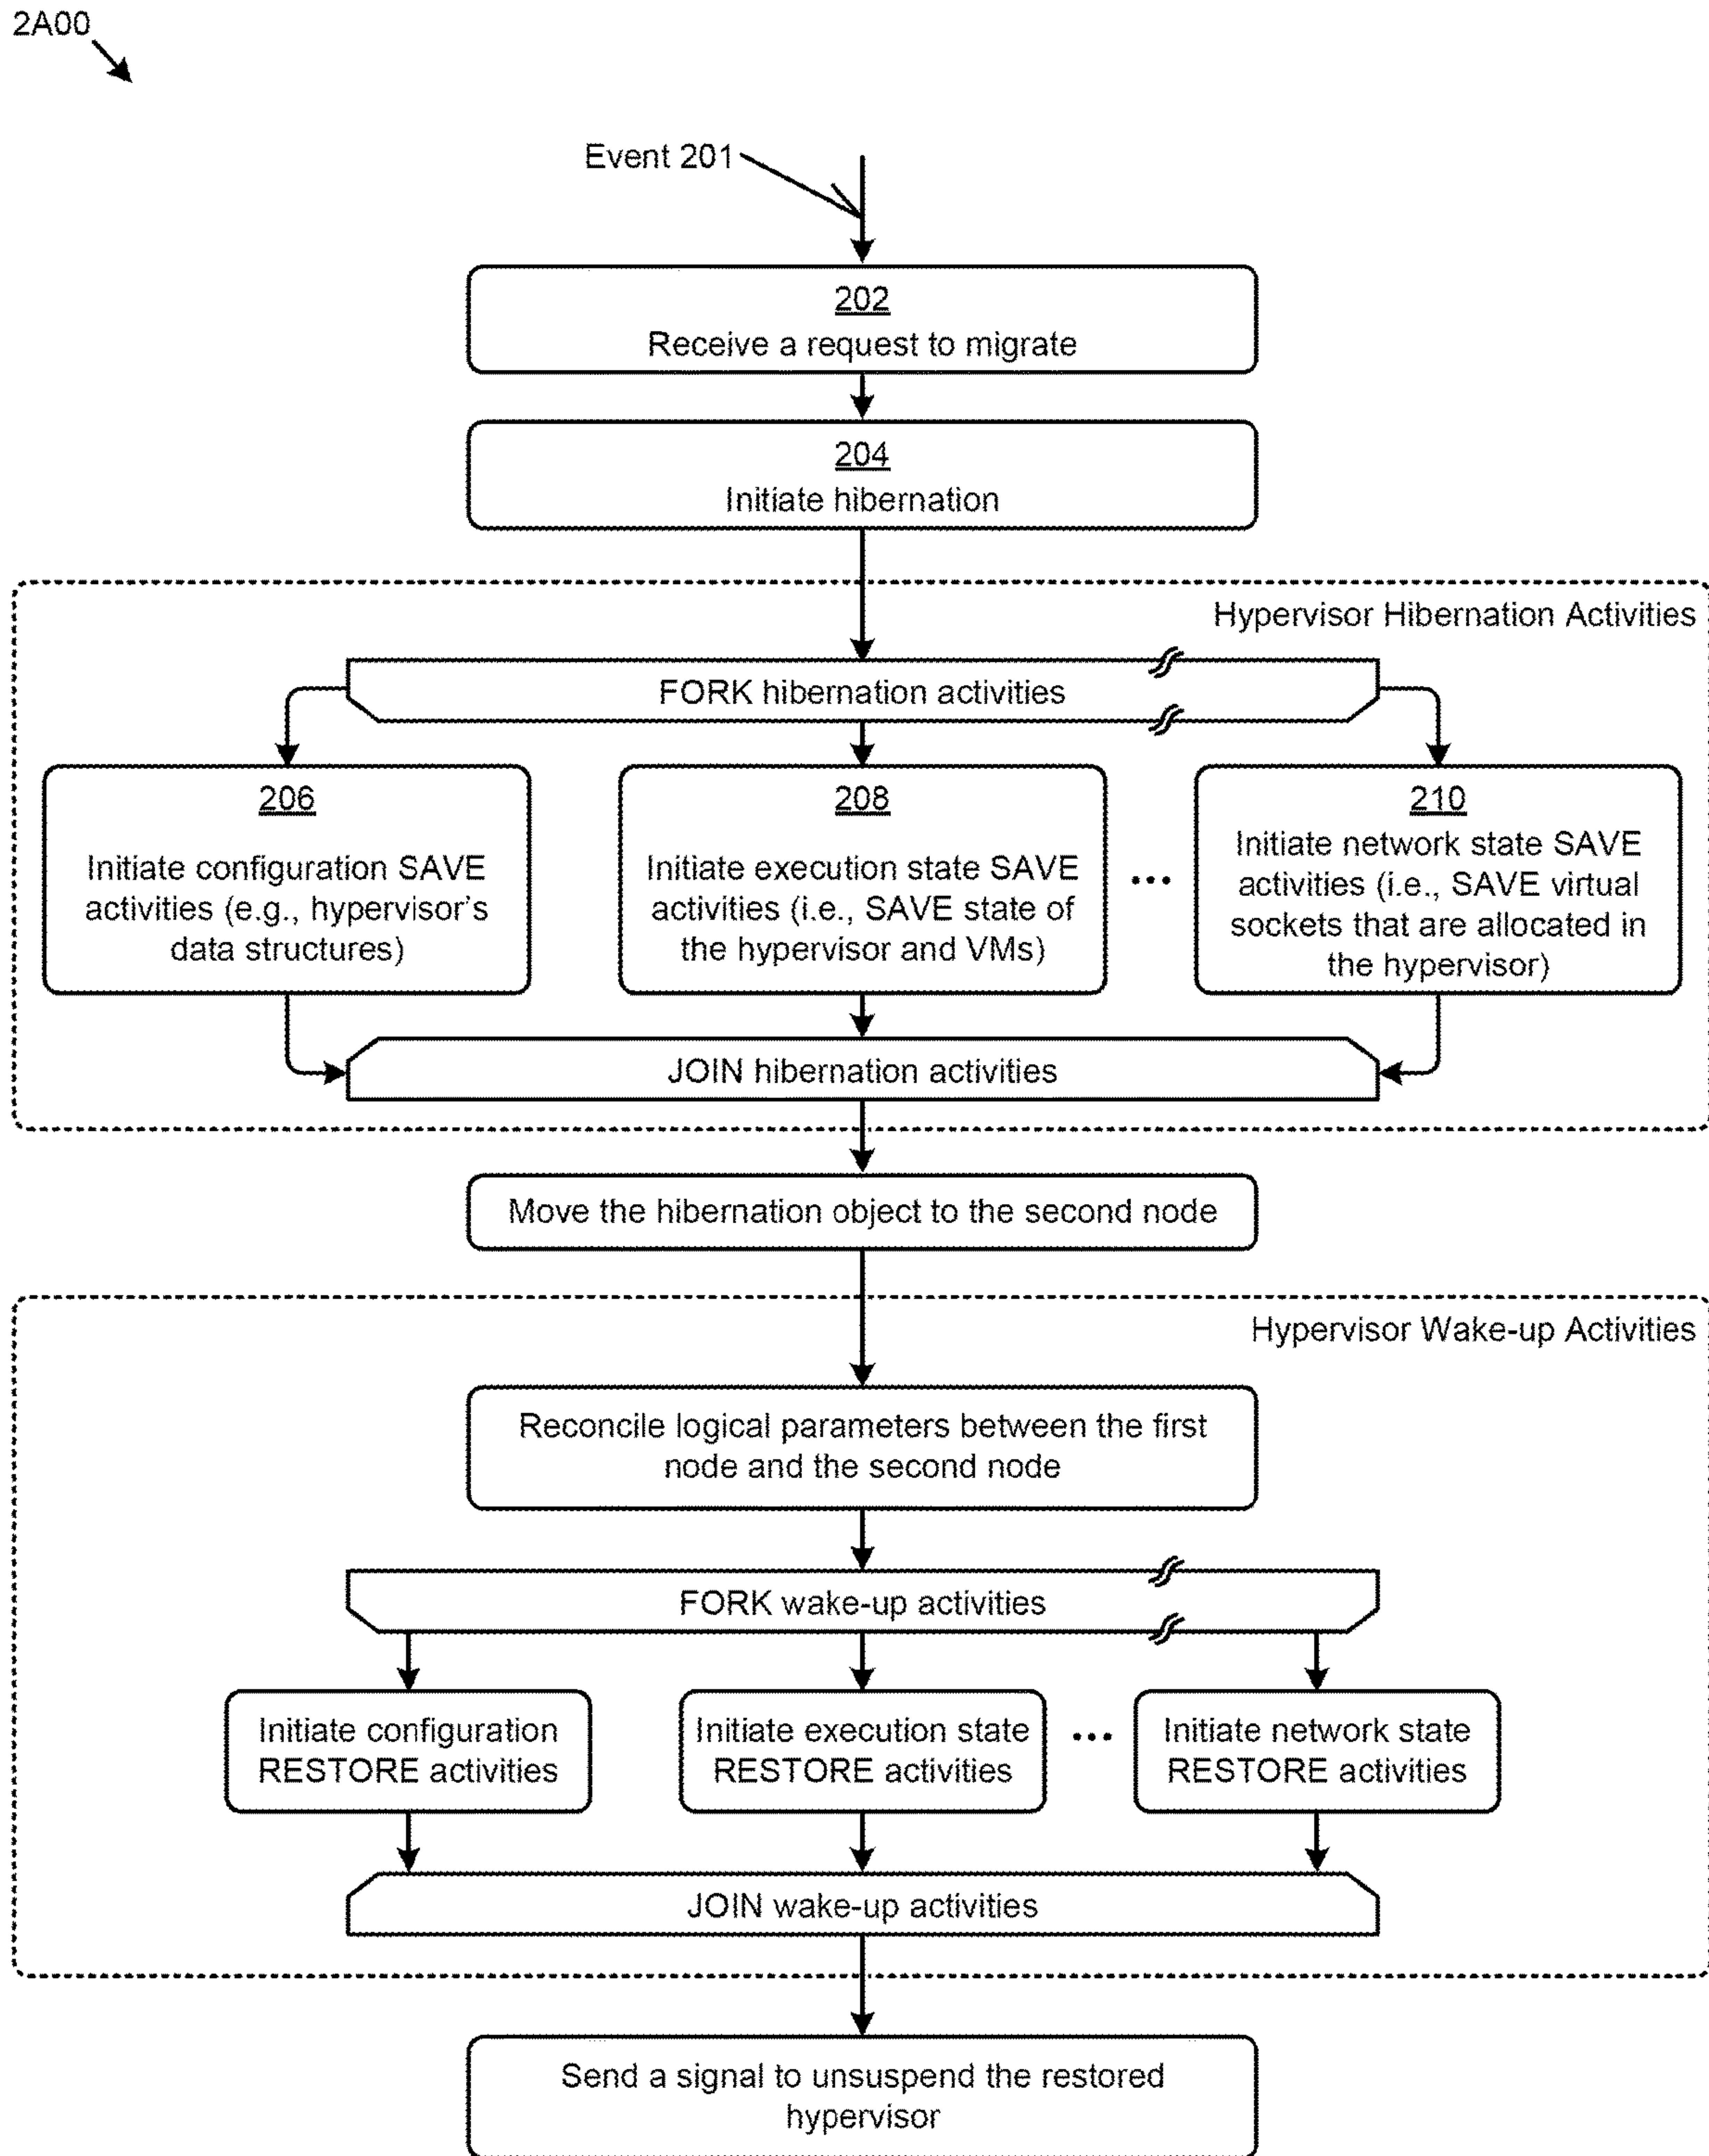 2A00
Event 201
202
Receive a request to migrate
204
Initiate hibernation
Hypervisor Hibernation Activities
FORK hibernation activities
206
Initiate configuration SAVE
activities (e.g., hypervisor's
data structures)
208
Initiate execution state SAVE
activities (i.e., SAVE state of
the hypervisor and VMs)
...
210
Initiate network state SAVE
activities (i.e., SAVE virtual
sockets that are allocated in
the hypervisor)
JOIN hibernation activities
Move the hibernation object to the second node
Hypervisor Wake-up Activities
Reconcile logical parameters between the first
node and the second node
FORK wake-up activities
Initiate configuration
RESTORE activities
Initiate execution state
RESTORE activities
...
Initiate network state
RESTORE activities
JOIN wake-up activities
Send a signal to unsuspend the restored
hypervisor